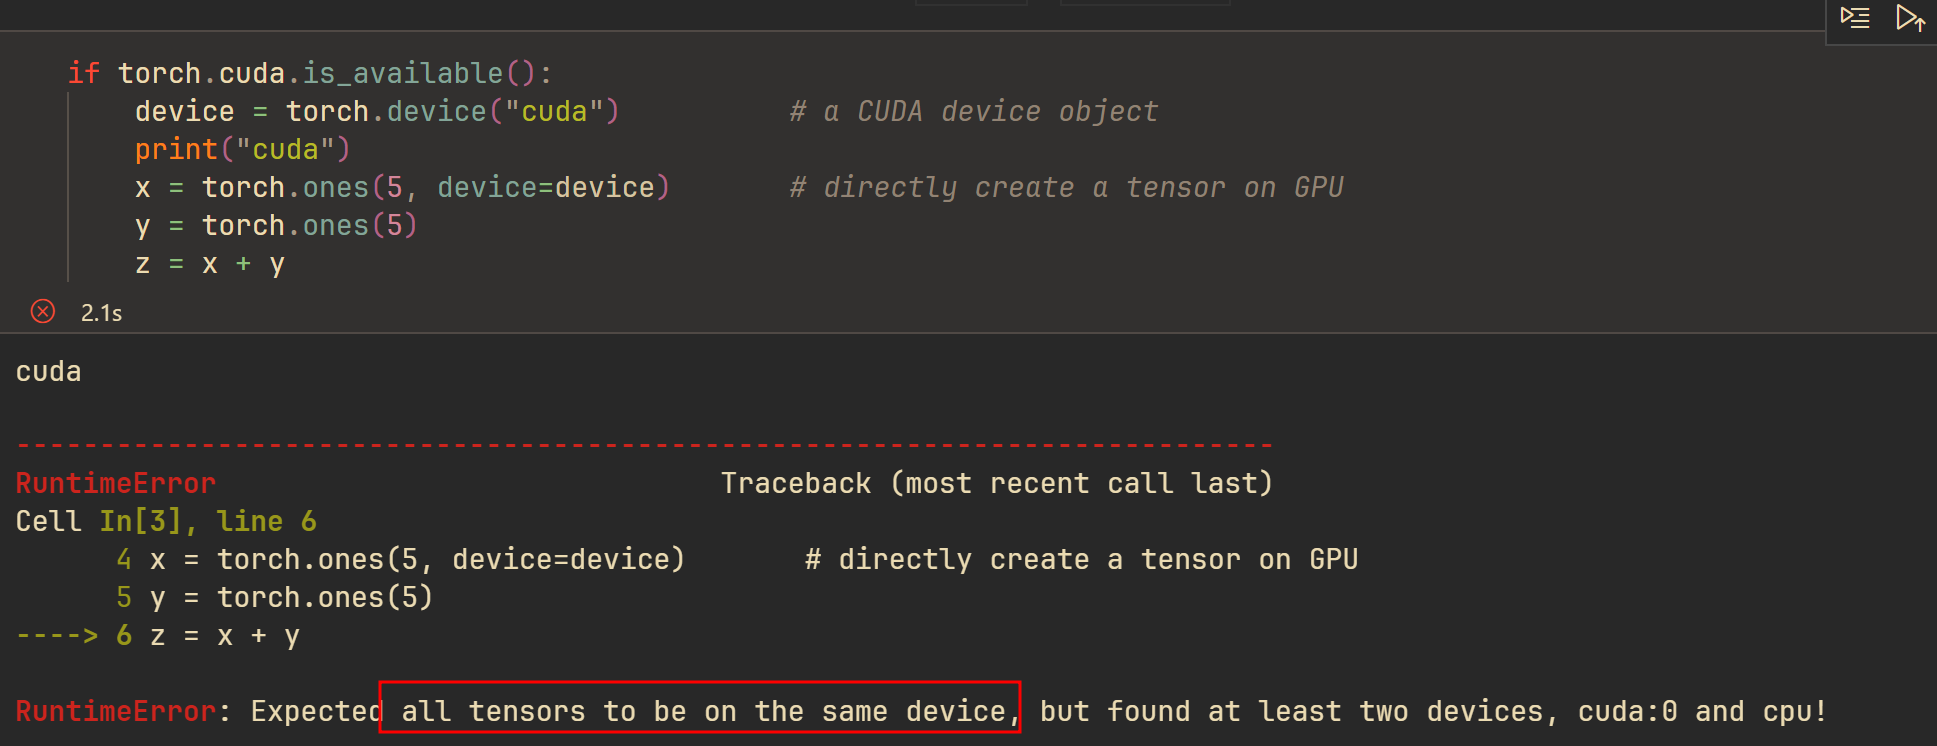 if torch.cuda.is_available():
    device = torch.device("cuda")          # a CUDA device object
    print("cuda")
    x = torch.ones(5, device=device)       # directly create a tensor on GPU
    y = torch.ones(5)
    z = x + y
2.1s
cuda
---------------------------------------------------------------------------
RuntimeError                              Traceback (most recent call last)
Cell In[3], line 6
      4 x = torch.ones(5, device=device)       # directly create a tensor on GPU
      5 y = torch.ones(5)
----> 6 z = x + y
RuntimeError: Expected all tensors to be on the same device, but found at least two devices, cuda:0 and cpu!